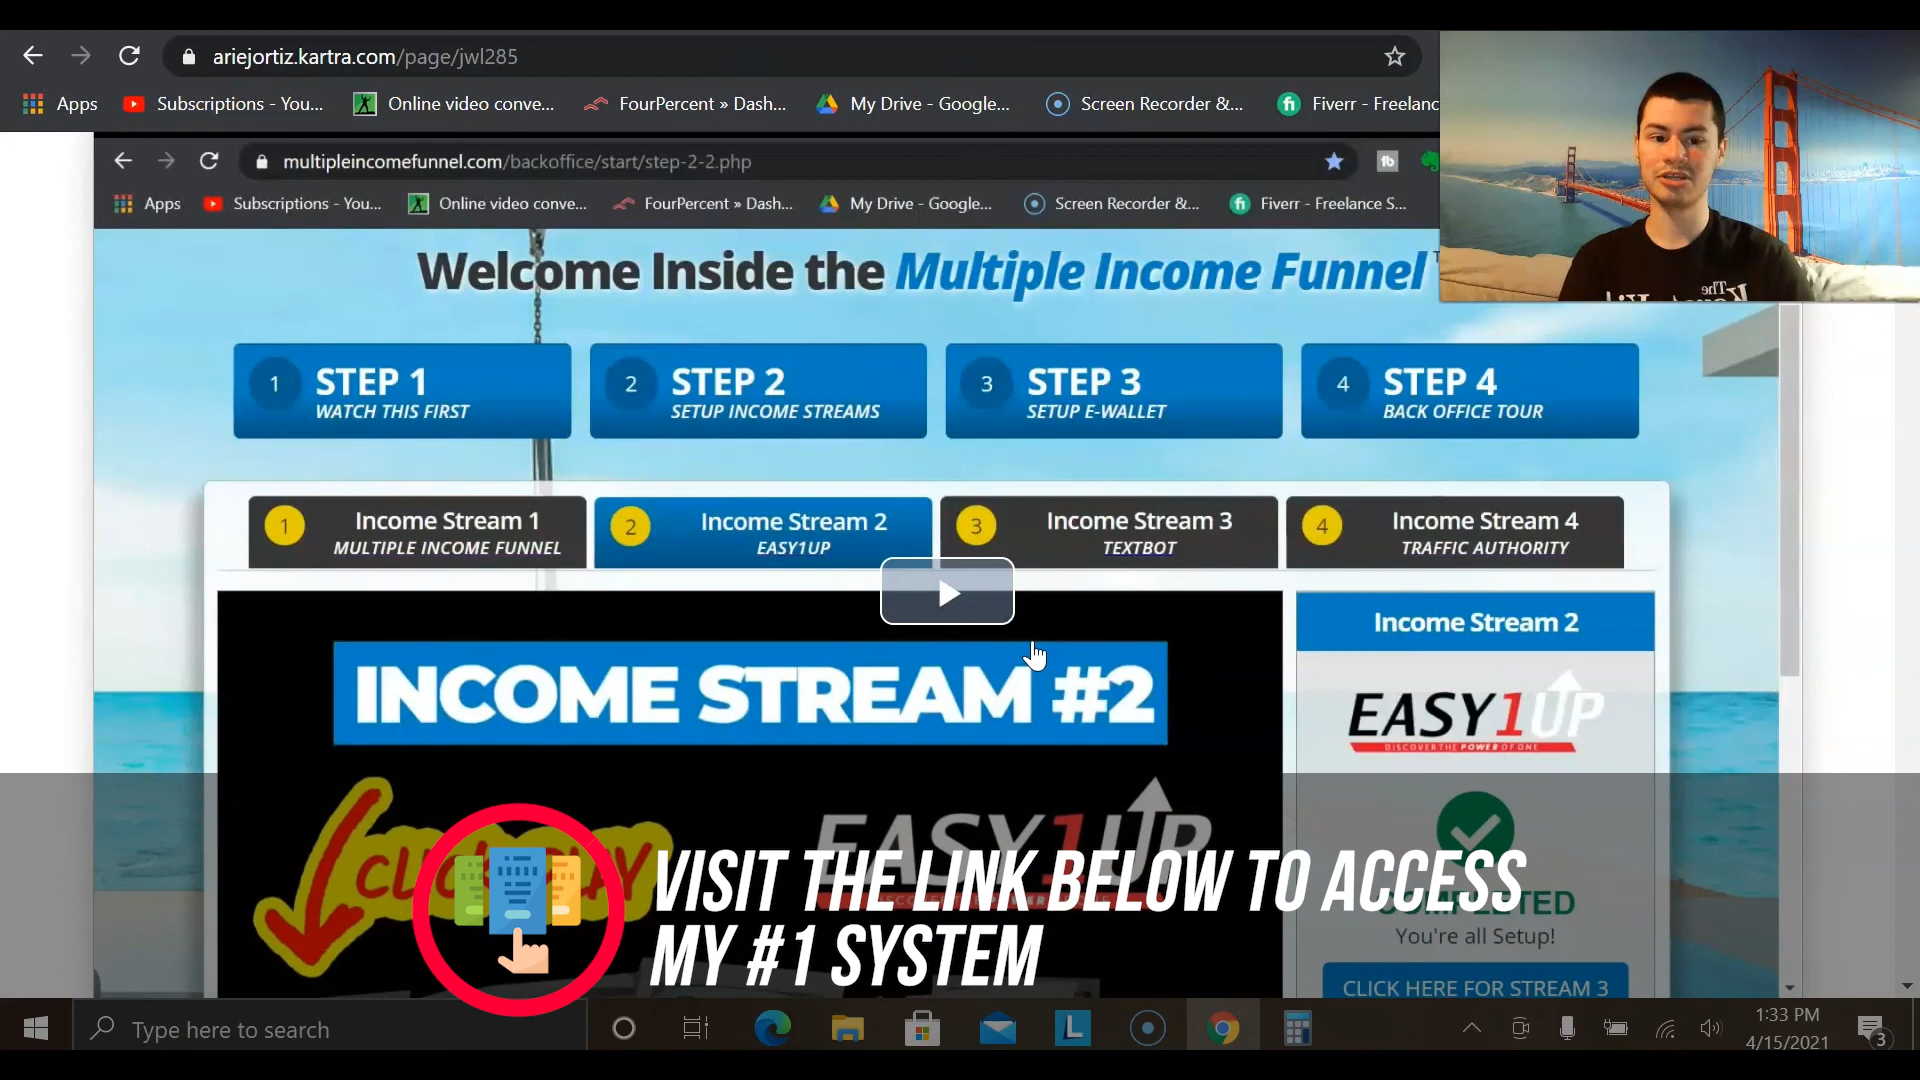 ariejortiz.kartra.com/page/jwl285
Apps
Subscriptions - You...
Online video conve...
FourPercent » Dash...
My Drive - Google...
Screen Recorder &...
Fiverr - Freelanc
multipleincomefunnel.com/backoffice/start/step-2-2.php
Apps
Subscriptions - You...
Online video conve...
FourPercent » Dash...
My Drive - Google...
Screen Recorder &...
Fiverr - Freelance S...
Welcome Inside the Multiple Income Funnel
1 STEP 1
WATCH THIS FIRST
2 STEP 2
SETUP INCOME STREAMS
3 STEP 3
SETUP E-WALLET
4 STEP 4
BACK OFFICE TOUR
1 Income Stream 1
MULTIPLE INCOME FUNNEL
2 Income Stream 2
EASY1UP
3 Income Stream 3
TEXTBOT
4 Income Stream 4
TRAFFIC AUTHORITY
INCOME STREAM #2
EASY1UP
Income Stream 2
EASY1UP
DISCOVER THE POWER OF ONE
COMPLETED
You're all Setup!
CLICK HERE FOR STREAM 3
VISIT THE LINK BELOW TO ACCESS
MY #1 SYSTEM
Type here to search
1:33 PM
4/15/2021
3